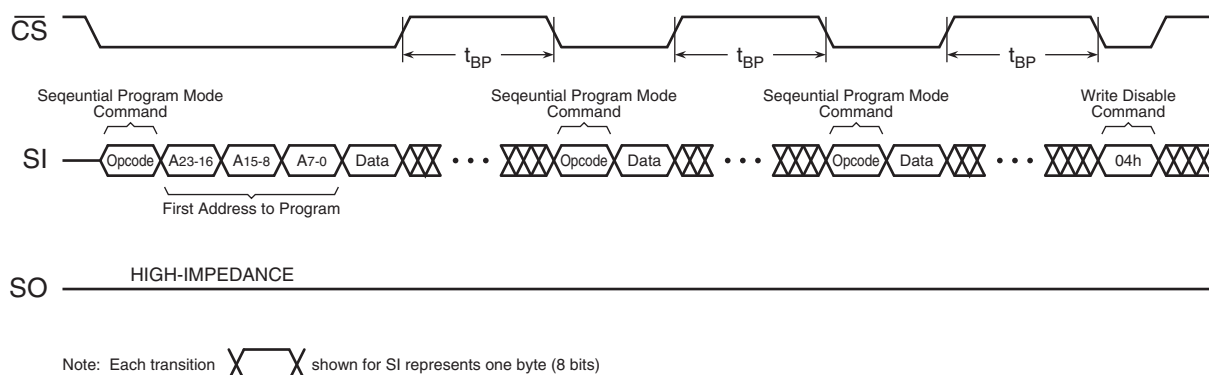 CS
tBP tBP tBP
Seqeuntial Program Mode Command
Seqeuntial Program Mode Command
Seqeuntial Program Mode Command
Write Disable Command
SI Opcode A23-16 A15-8 A7-0 Data • • • Opcode Data • • • Opcode Data • • • 04h
First Address to Program
HIGH-IMPEDANCE
SO
Note: Each transition shown for SI represents one byte (8 bits)